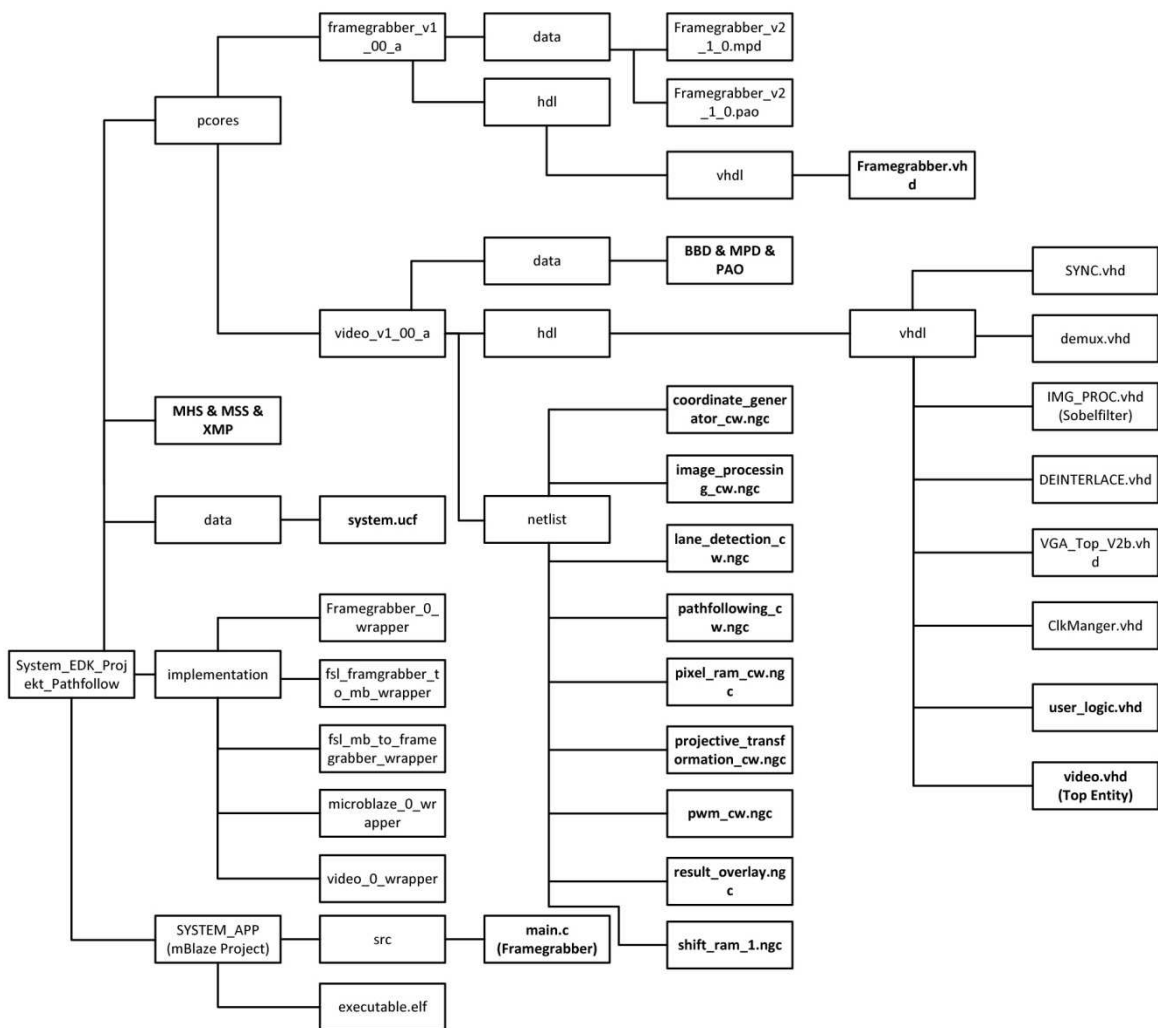 framegrabber_v1
_00_a
data
Framegrabber_v2
_1_0.mpd
hdl
Framegrabber_v2
_1_0.pao
pcores
vhdl
Framegrabber.vh
d
data
BBD & MPD &
PAO
SYNC.vhd
video_v1_00_a
hdl
vhdl
demux.vhd
MHS & MSS &
XMP
coordinate_gener
ator_cw.ngc
IMG_PROC.vhd
(Sobelfilter)
image_processin
g_cw.ngc
DEINTERLACE.vhd
data
system.ucf
netlist
lane_detection_c
w.ngc
VGA_Top_V2b.vh
d
Framegrabber_0_
wrapper
pathfollowing_c
w.ngc
ClkManger.vhd
System_EDK_Proj
ekt_Pathfollow
implementation
fsl_framgrabber_t
o_mb_wrapper
pixel_ram_cw.ng
c
user_logic.vhd
fsl_mb_to_frame
grabber_wrapper
projective_transf
ormation_cw.ngc
video.vhd
(Top Entity)
microblaze_0_wr
apper
pwm_cw.ngc
video_0_wrapper
result_overlay.ng
c
SYSTEM_APP
(mBlaze Project)
src
main.c
(Framegrabber)
shift_ram_1.ngc
executable.elf